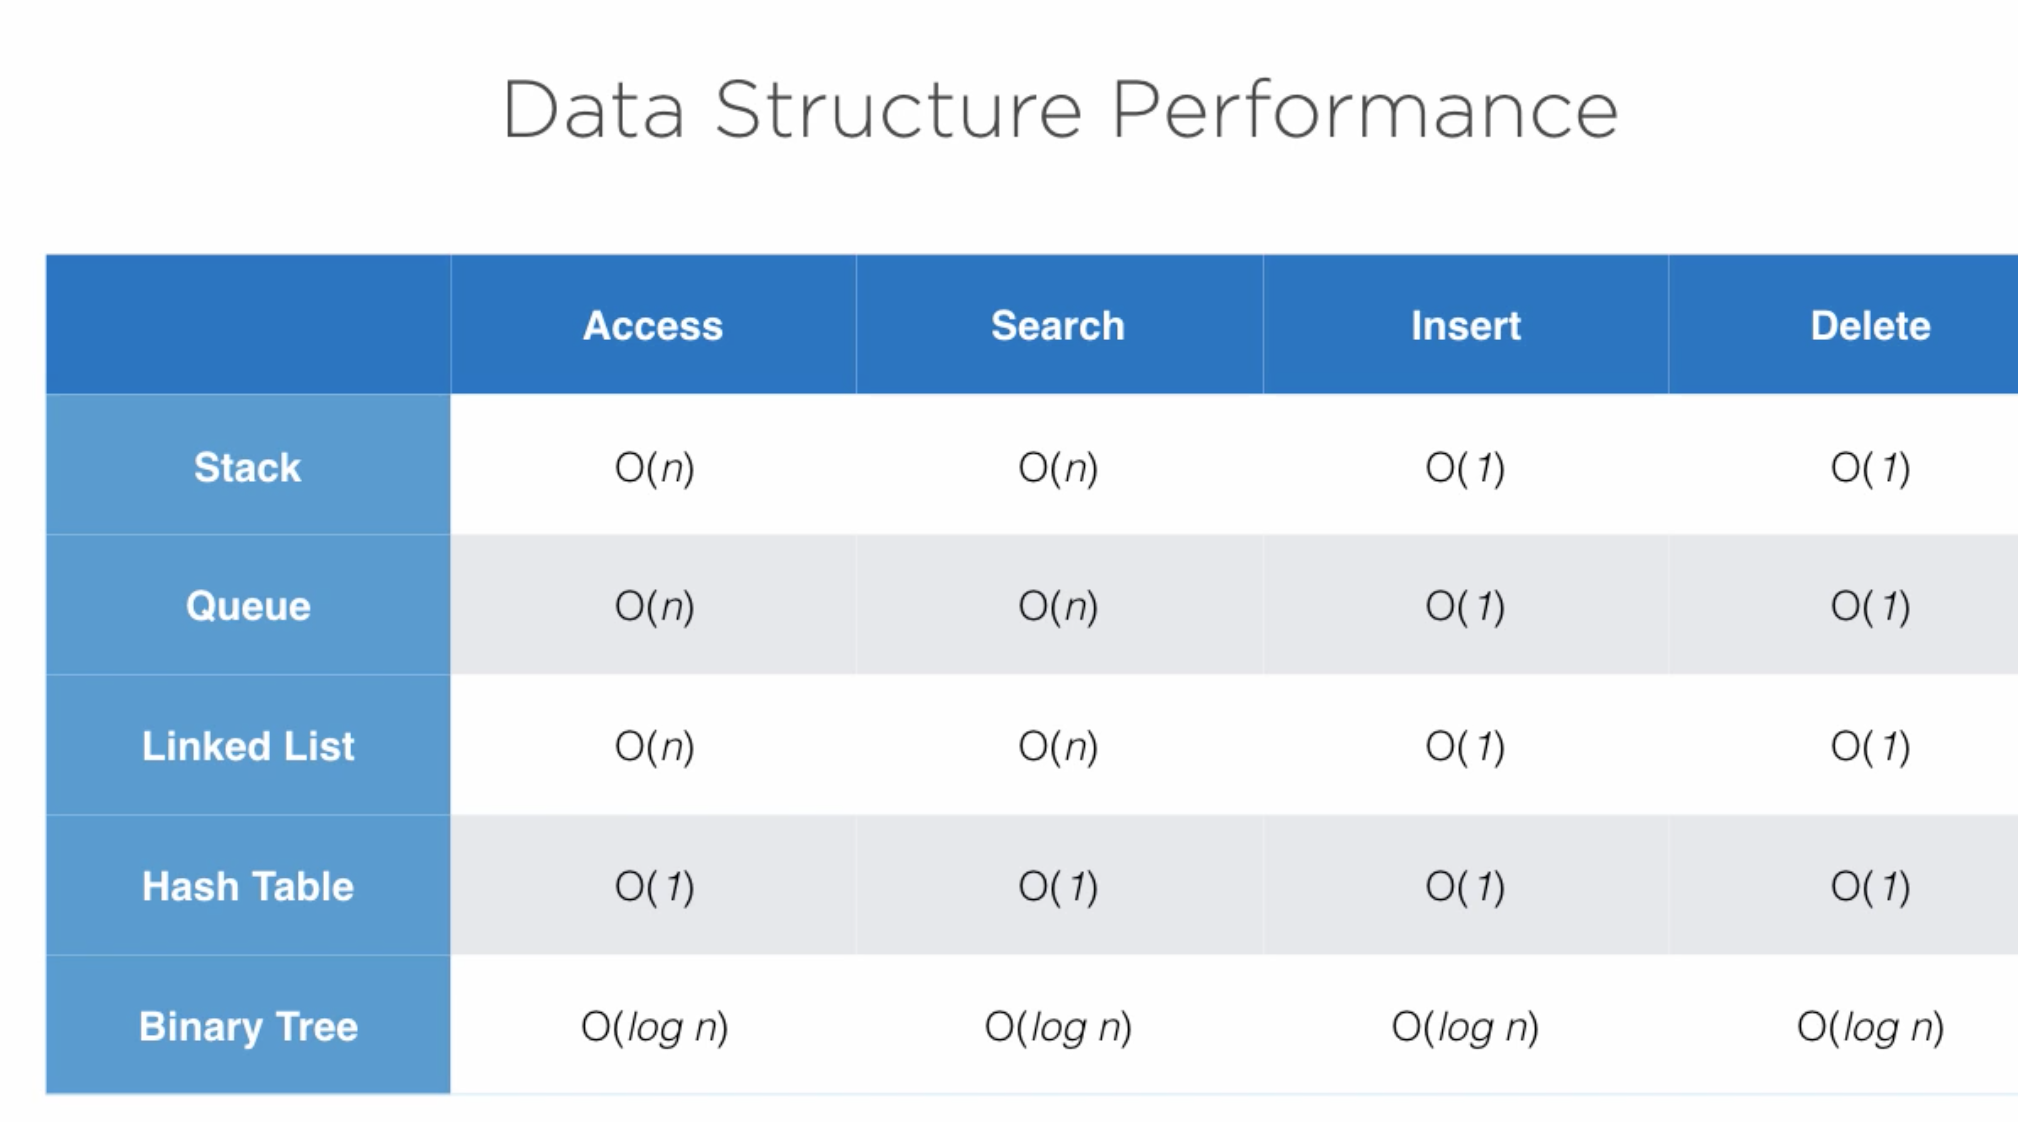 Data Structure Performance
Access Search Insert Delete
Stack O(n) O(n) O(1) O(1)
Queue O(n) O(n) O(1) O(1)
Linked List O(n) O(n) O(1) O(1)
Hash Table O(1) O(1) O(1) O(1)
Binary Tree O(log n) O(log n) O(log n) O(log n)